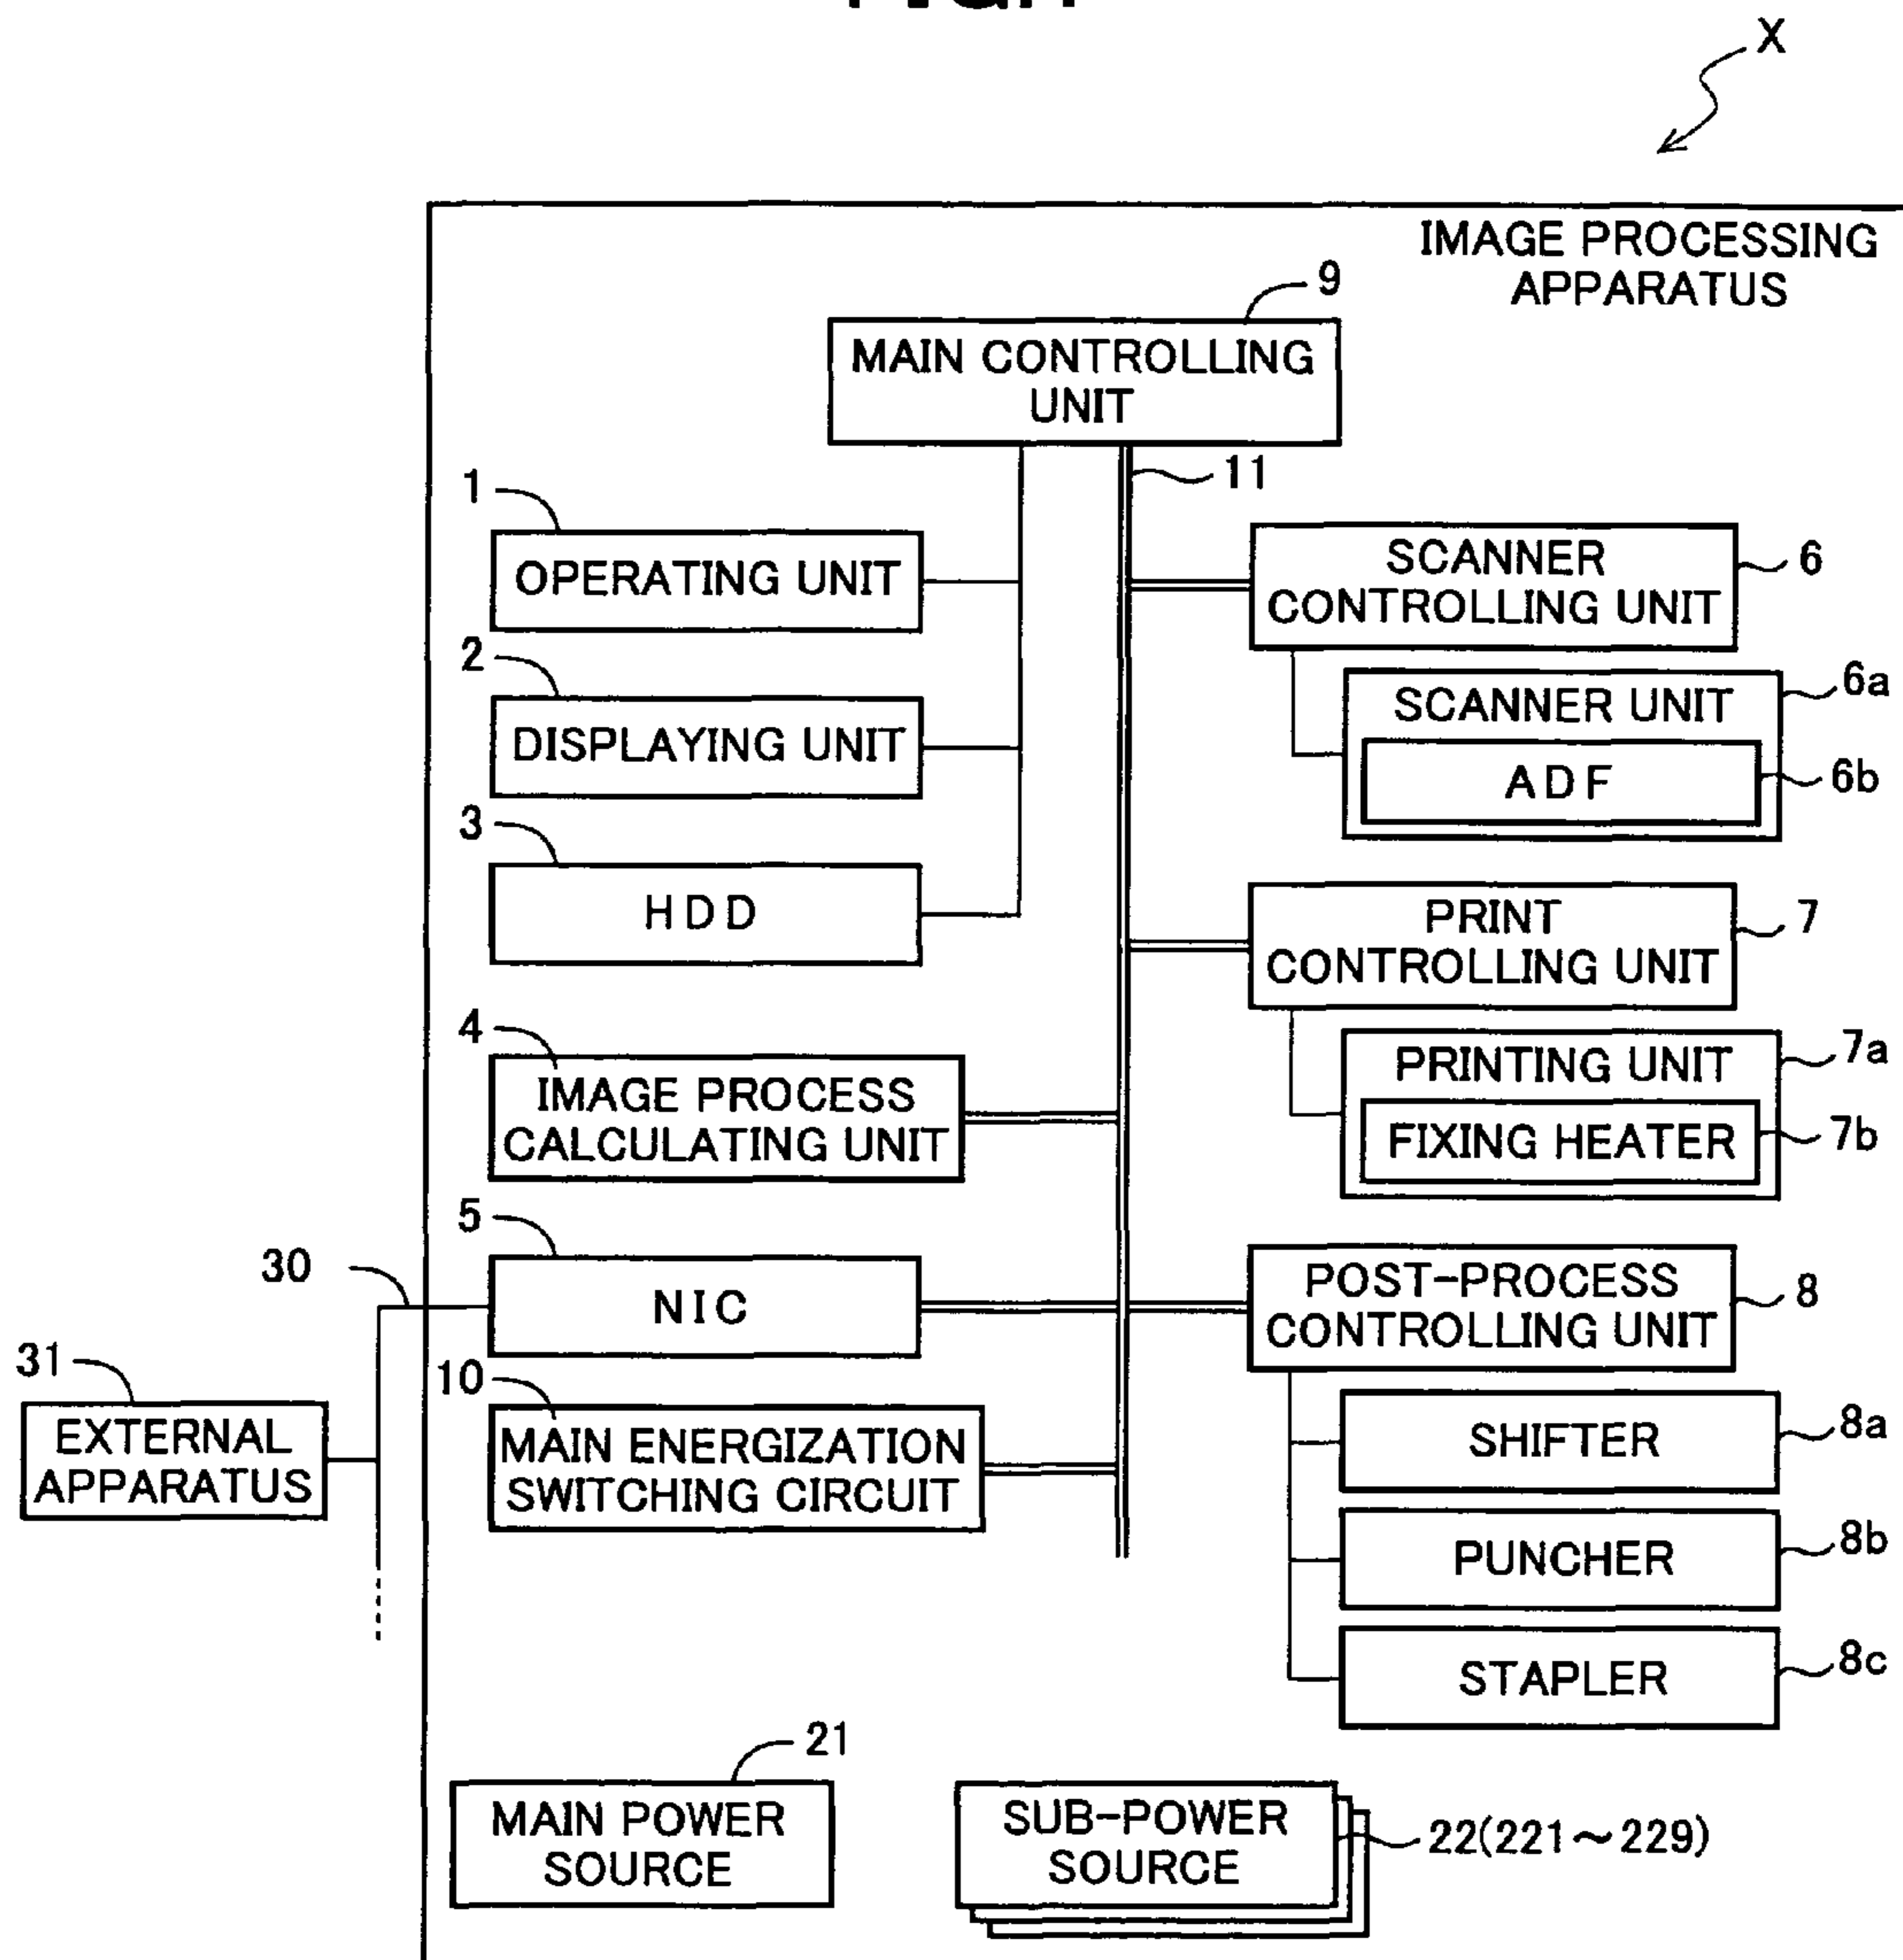 X
IMAGE PROCESSING
APPARATUS
9
MAIN CONTROLLING
UNIT
11
1
OPERATING UNIT
2
DISPLAYING UNIT
3
HDD
4
IMAGE PROCESS
CALCULATING UNIT
5
NIC
30
31
EXTERNAL
APPARATUS
10
MAIN ENERGIZATION
SWITCHING CIRCUIT
SCANNER
CONTROLLING UNIT
6
SCANNER UNIT
6a
ADF
6b
PRINT
CONTROLLING UNIT
7
PRINTING UNIT
7a
FIXING HEATER
7b
POST-PROCESS
CONTROLLING UNIT
8
SHIFTER
8a
PUNCHER
8b
STAPLER
8c
21
MAIN POWER
SOURCE
SUB-POWER
SOURCE
22(221～229)